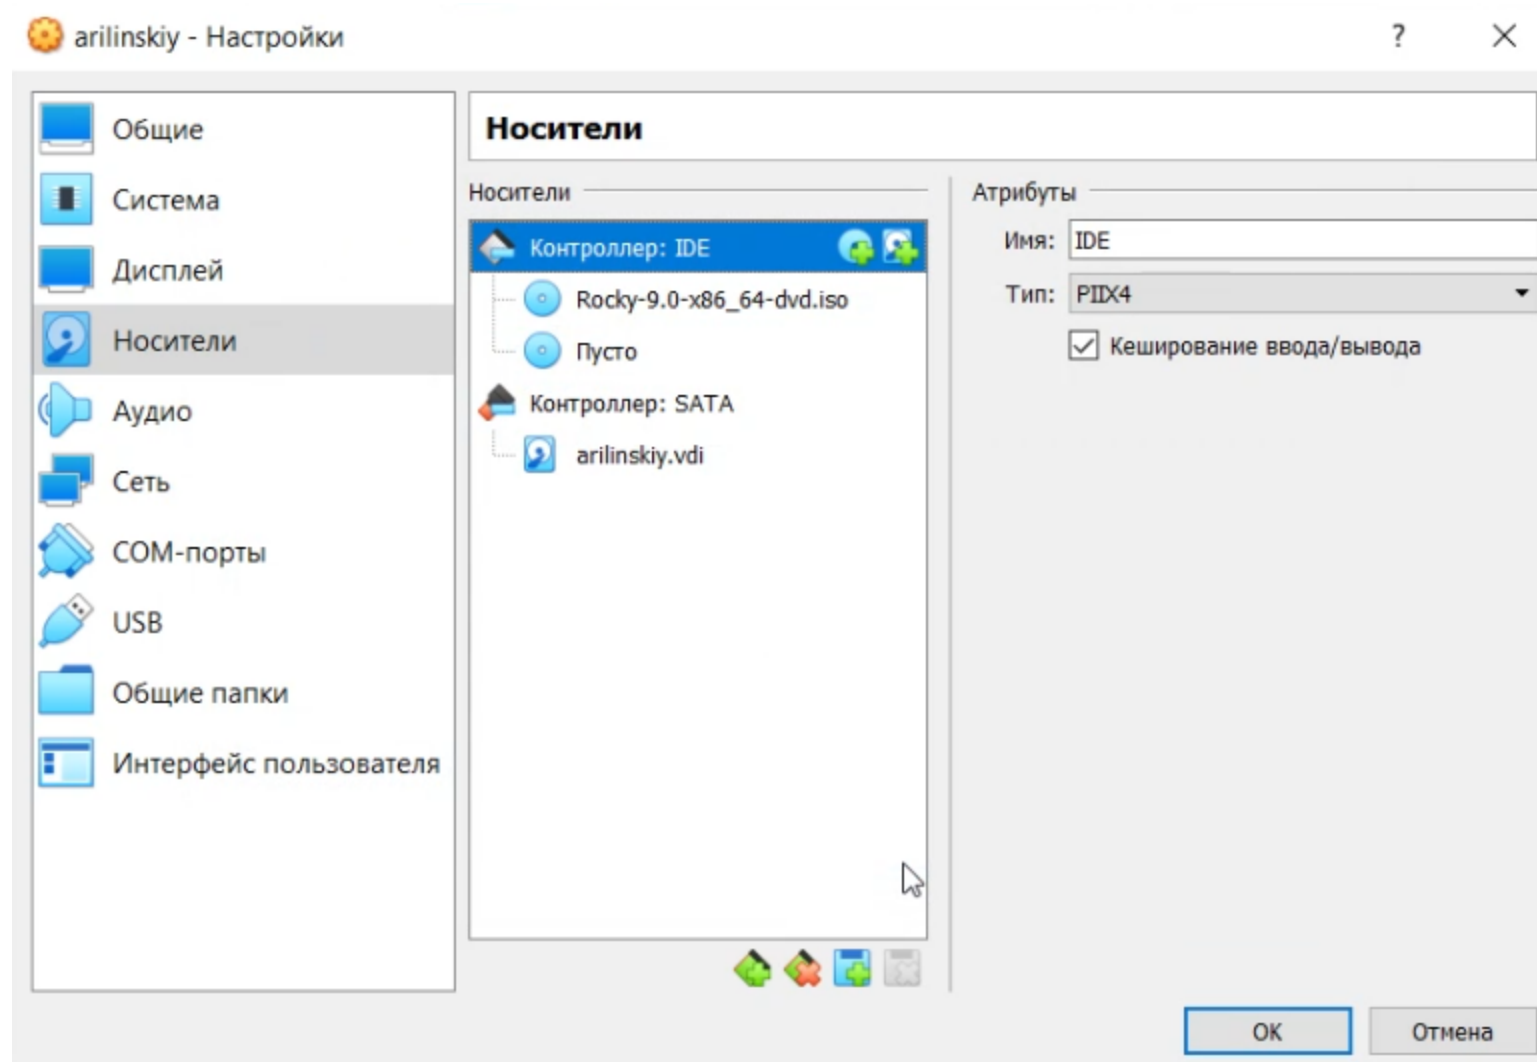 arilinskiy - Настройки
?
Общие
Система
Дисплей
Носители
Аудио
Сеть
COM-порты
USB
Общие папки
Интерфейс пользователя
Носители
Носители
Контроллер: IDE
Rocky-9.0-x86_64-dvd.iso
Пусто
Контроллер: SATA
arilinskiy.vdi
Атрибуты
Имя: IDE
Тип: PIIX4
Кеширование ввода/вывода
OK
Отмена